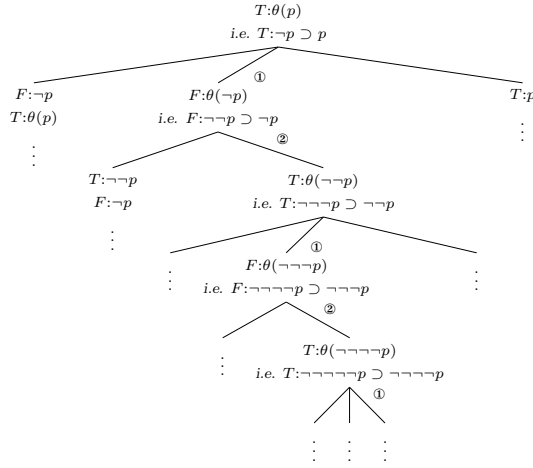 T:θ(p)
i.e. T:¬p ⊃ p
①
F:¬p
F:θ(¬p)
T:p
T:θ(p)
i.e. F:¬¬p ⊃ ¬p
②
T:¬¬p
T:θ(¬¬p)
F:¬p
i.e. T:¬¬¬p ⊃ ¬¬p
①
F:θ(¬¬¬p)
i.e. F:¬¬¬¬p ⊃ ¬¬¬p
②
T:θ(¬¬¬¬p)
i.e. T:¬¬¬¬¬p ⊃ ¬¬¬¬p
①